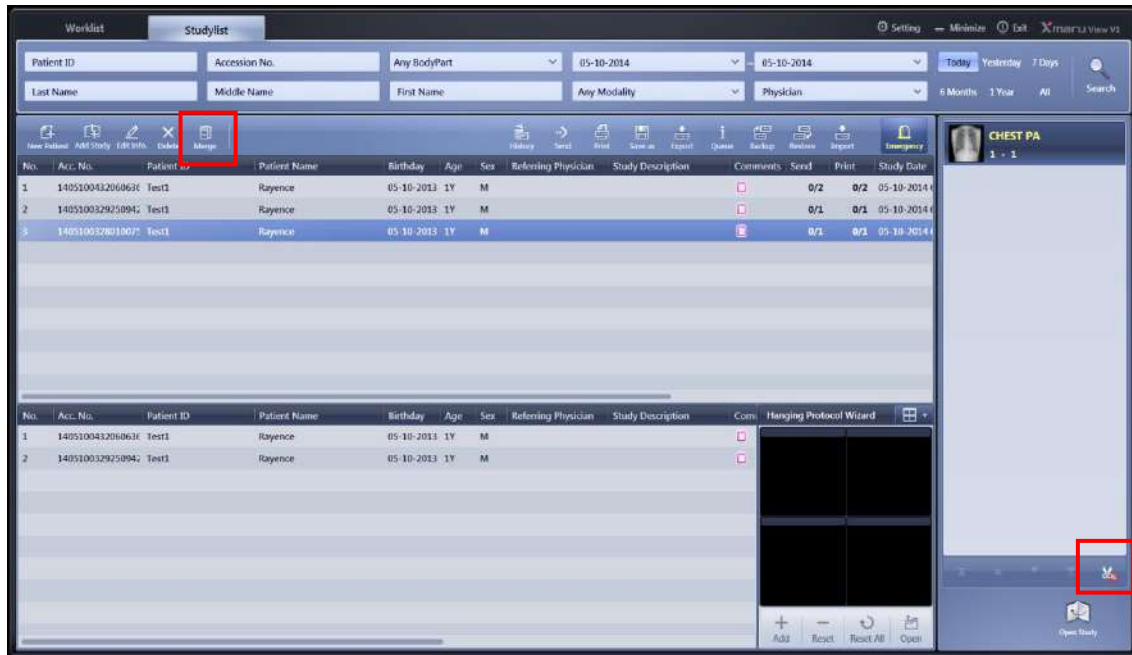 Worklist Studylist Setting Minimize Exit Xmaru View V1
Patient ID Accession No. Any BodyPart 05-10-2014 - 05-10-2014 Today Yesterday 7 Days
Last Name Middle Name First Name Any Modality Physician 6 Months 1 Year All Search
New Patient Add Study Edit Info. Delete Merge History Send Print Save as Export Queue Backup Restore Import Emergency
CHEST PA
1 - 1
No. Acc. No. Patient ID Patient Name Birthday Age Sex Referring Physician Study Description Comments Send Print Study Date
1 Test1 Rayence 05-10-2013 1Y M 0/2 0/2 05-10-2014
2 Test1 Rayence 05-10-2013 1Y M 0/1 0/1 05-10-2014
3 Test1 Rayence 05-10-2013 1Y M 0/1 0/1 05-10-2014
No. Acc. No. Patient ID Patient Name Birthday Age Sex Referring Physician Study Description Com Hanging Protocol Wizard
1 Test1 Rayence 05-10-2013 1Y M
2 Test1 Rayence 05-10-2013 1Y M
Add Reset Reset All Open
Open Study